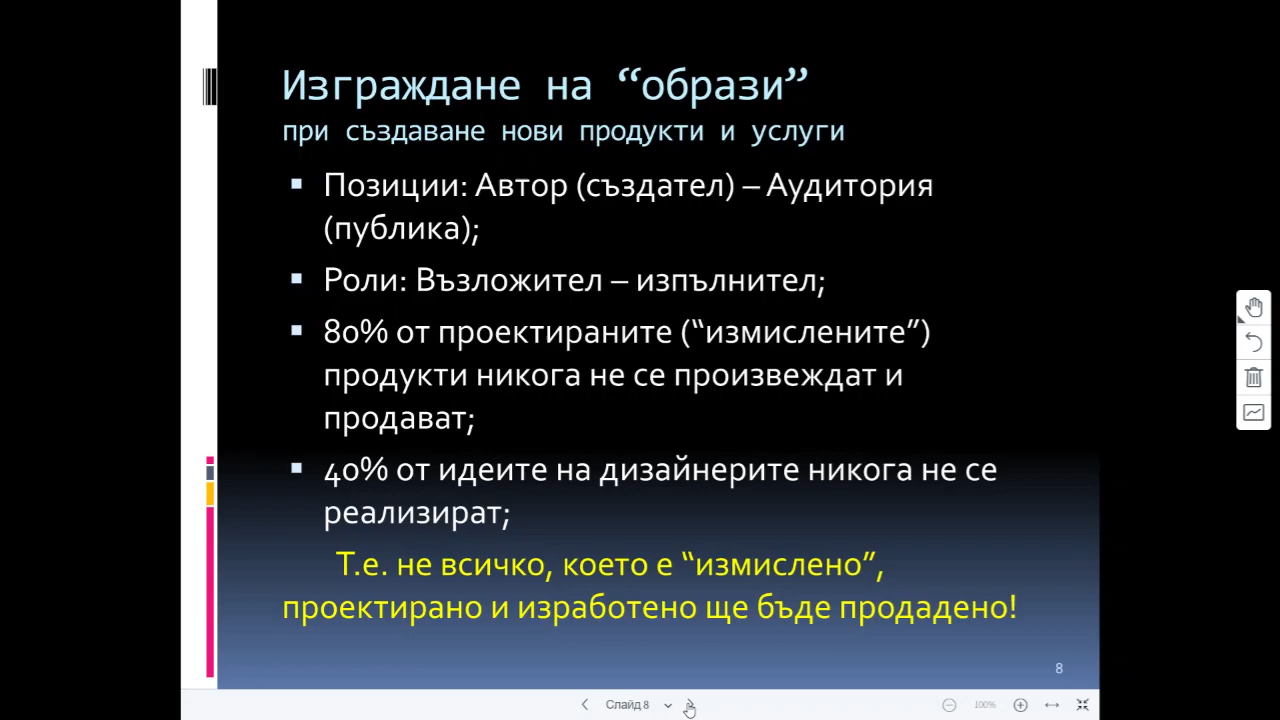 Изграждане на “образи”
при създаване нови продукти и услуги
▪ Позиции: Автор (създател) – Аудитория
(публика);
▪ Роли: Възложител – изпълнител;
▪ 80% от проектираните (“измислените”)
продукти никога не се произвеждат и
продават;
▪ 40% от идеите на дизайнерите никога не се
реализират;
Т.е. не всичко, което е “измислено”,
проектирано и изработено ще бъде продадено!
8
Слайд 8
100%